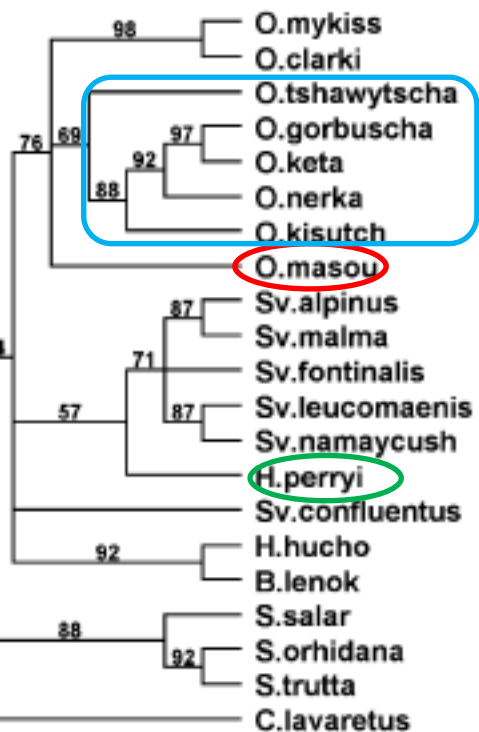 98
O.mykiss
O.clarki
O.tshawytscha
76
69
97
O.gorbuscha
92
O.keta
88
O.nerka
O.kisutch
O.masou
87
Sv.alpinus
Sv.malma
71
Sv.fontinalis
57
87
Sv.leucomaenis
Sv.namaycush
H.perryi
Sv.confluentus
92
H.hucho
B.lenok
88
S.salar
92
S.orhidana
S.trutta
C.lavaretus